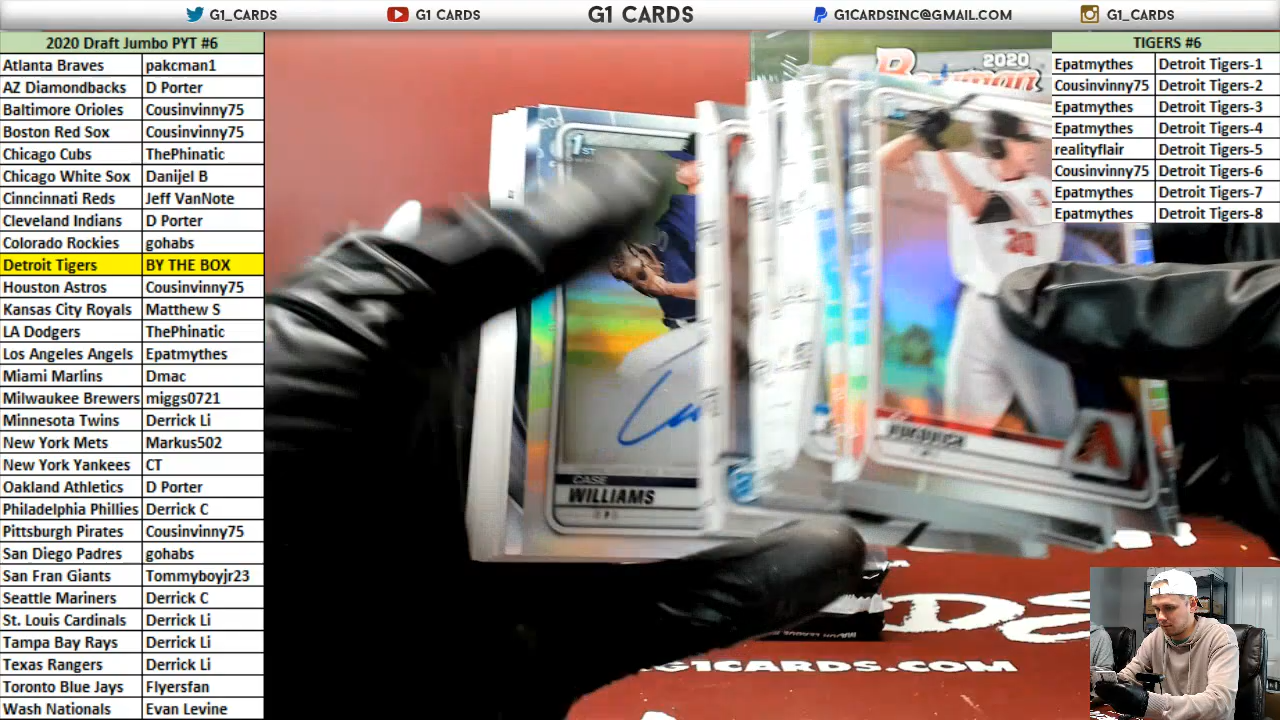 G1_CARDS G1 CARDS G1 CARDS G1CARDSINC@GMAIL.COM G1_CARDS
2020 Draft Jumbo PYT #6
Atlanta Braves pakcman1
AZ Diamondbacks D Porter
Baltimore Orioles Cousinvinny75
Boston Red Sox Cousinvinny75
Chicago Cubs ThePhinatic
Chicago White Sox Danijel B
Cinncinnati Reds Jeff VanNote
Cleveland Indians D Porter
Colorado Rockies gohabs
Detroit Tigers BY THE BOX
Houston Astros Cousinvinny75
Kansas City Royals Matthew S
LA Dodgers ThePhinatic
Los Angeles Angels Epatmythes
Miami Marlins Dmac
Milwaukee Brewers miggs0721
Minnesota Twins Derrick Li
New York Mets Markus502
New York Yankees CT
Oakland Athletics D Porter
Philadelphia Phillies Derrick C
Pittsburgh Pirates Cousinvinny75
San Diego Padres gohabs
San Fran Giants Tommyboyjr23
Seattle Mariners Derrick C
St. Louis Cardinals Derrick Li
Tampa Bay Rays Derrick Li
Texas Rangers Derrick Li
Toronto Blue Jays Flyersfan
Wash Nationals Evan Levine
TIGERS #6
Epatmythes Detroit Tigers-1
Cousinvinny75 Detroit Tigers-2
Epatmythes Detroit Tigers-3
Epatmythes Detroit Tigers-4
realityflair Detroit Tigers-5
Cousinvinny75 Detroit Tigers-6
Epatmythes Detroit Tigers-7
Epatmythes Detroit Tigers-8
2020
Bowman
1ST
20
CASE
WILLIAMS
P
G1CARDS.COM